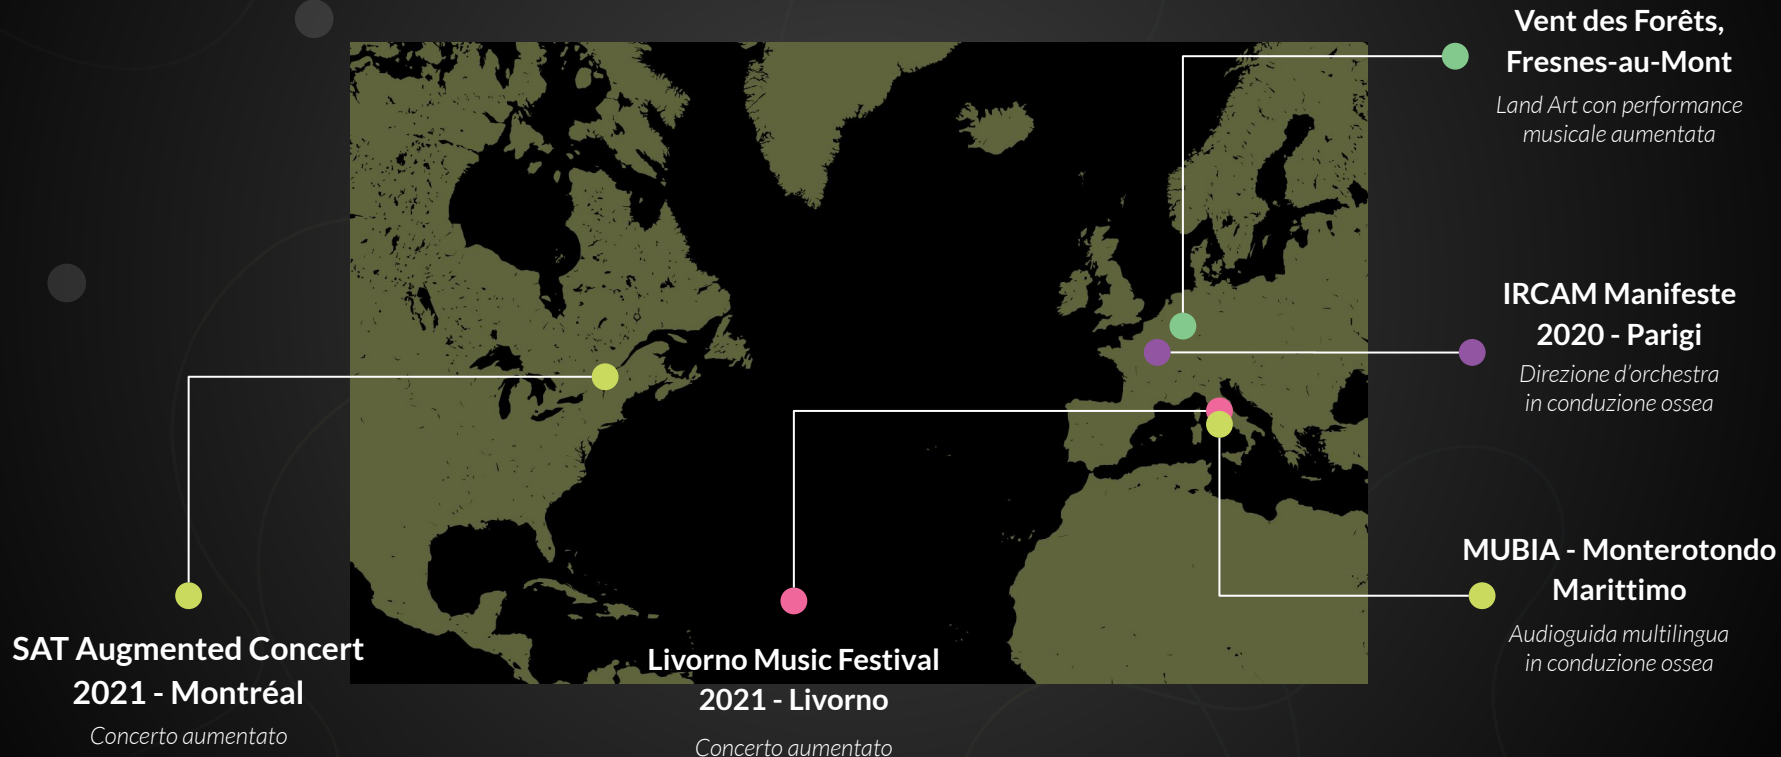 Vent des Forêts,
Fresnes-au-Mont
Land Art con performance
musicale aumentata
IRCAM Manifeste
2020 - Parigi
Direzione d'orchestra
in conduzione ossea
MUBIA - Monterotondo
Marittimo
Audioguida multilingua
in conduzione ossea
SAT Augmented Concert
2021 - Montréal
Concerto aumentato
Livorno Music Festival
2021 - Livorno
Concerto aumentato